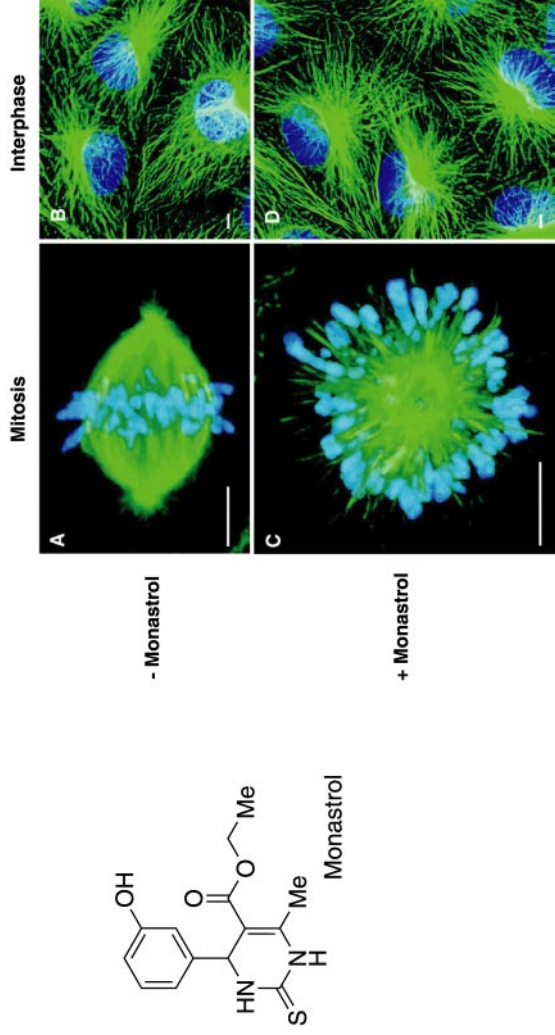 OH
O
O
Me
HN
N
H
Me
S
Monastrol
Mitosis
Interphase
- Monastrol
A
B
+ Monastrol
C
D